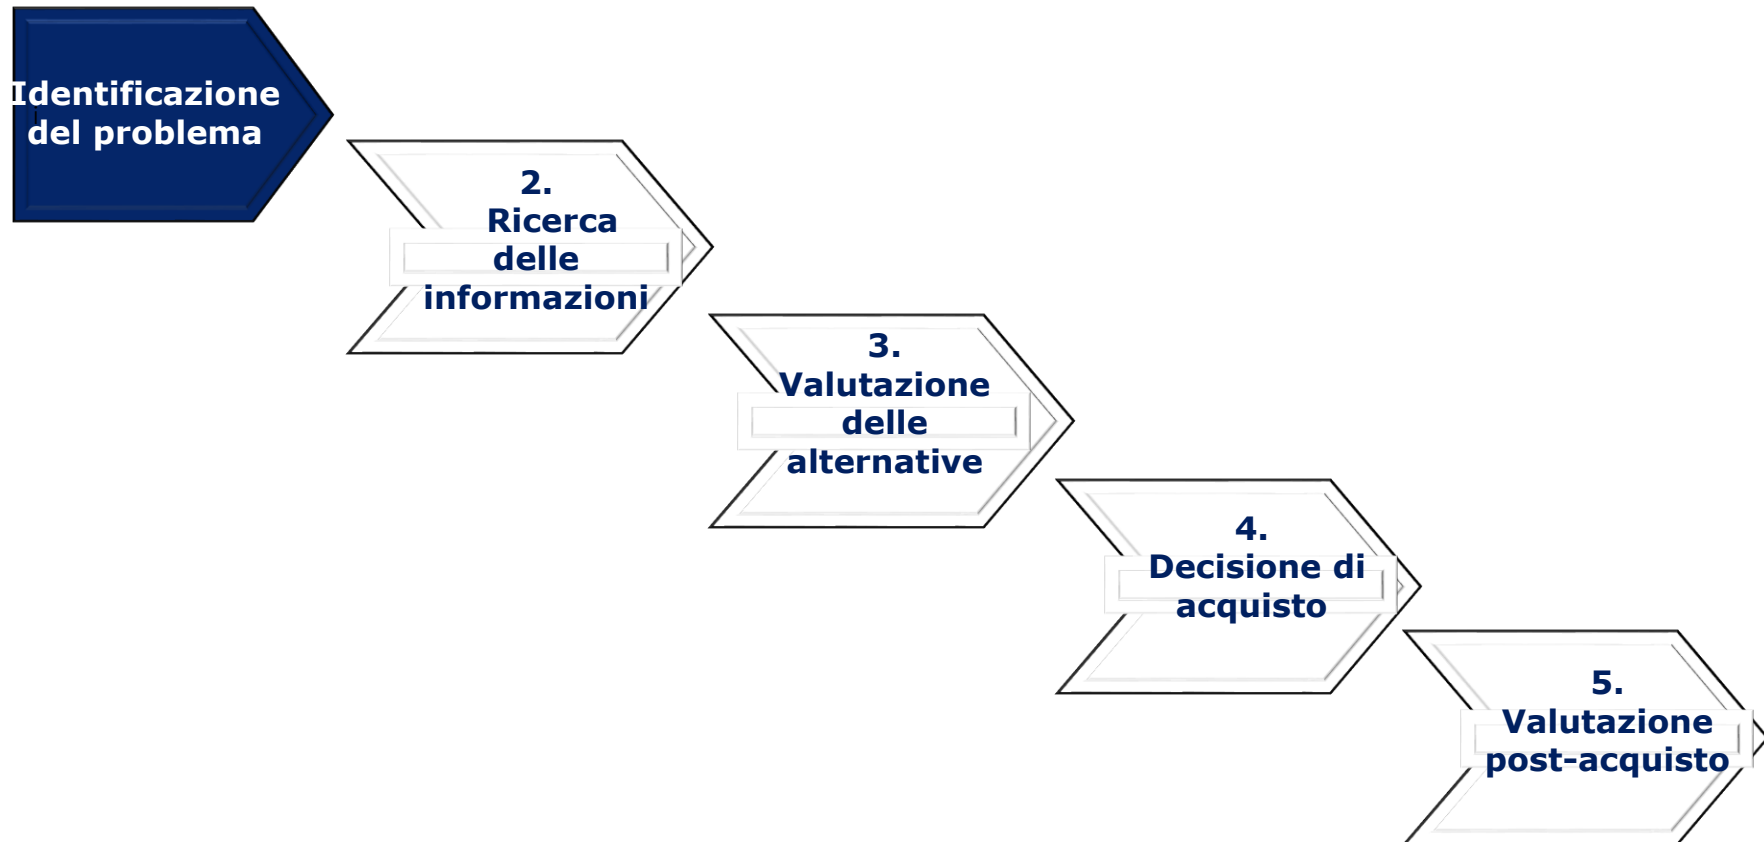 Identificazione
del problema
2.
Ricerca
delle
informazioni
3.
Valutazione
delle
alternative
4.
Decisione di
acquisto
5.
Valutazione
post-acquisto